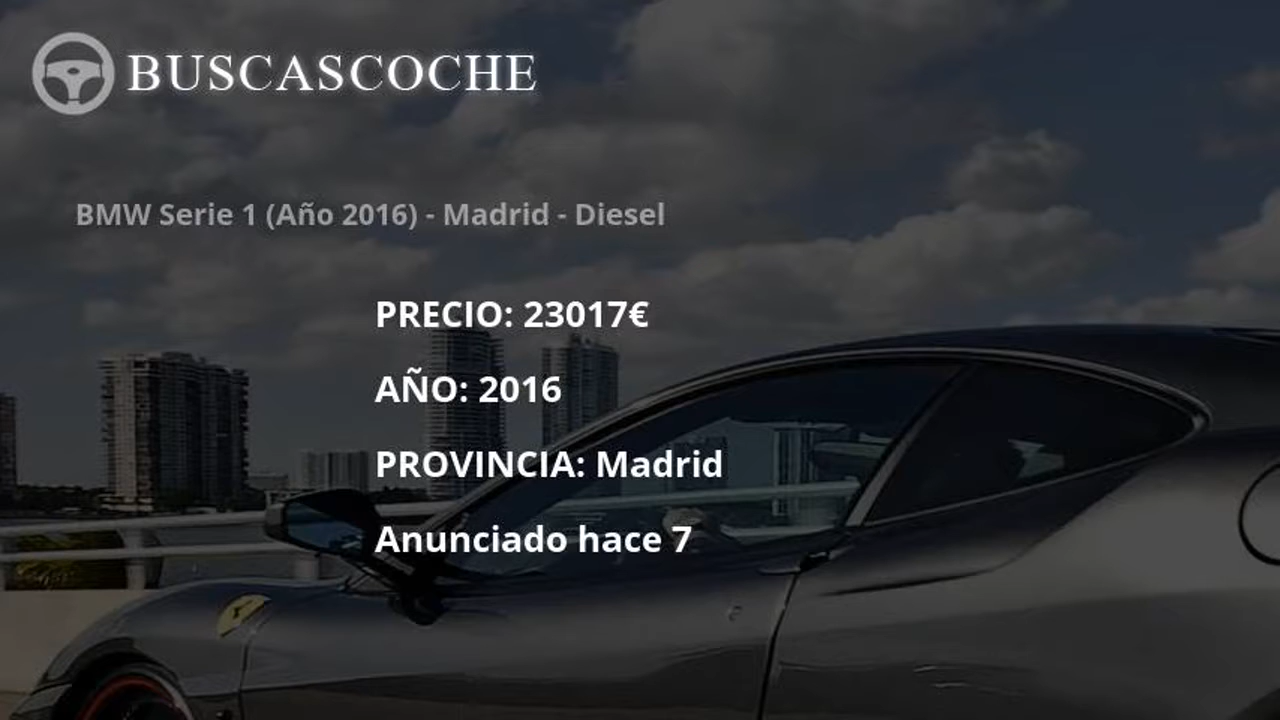 BUSCASCOCHE
BMW Serie 1 (Año 2016) - Madrid - Diesel
PRECIO: 23017€
AÑO: 2016
PROVINCIA: Madrid
Anunciado hace 7